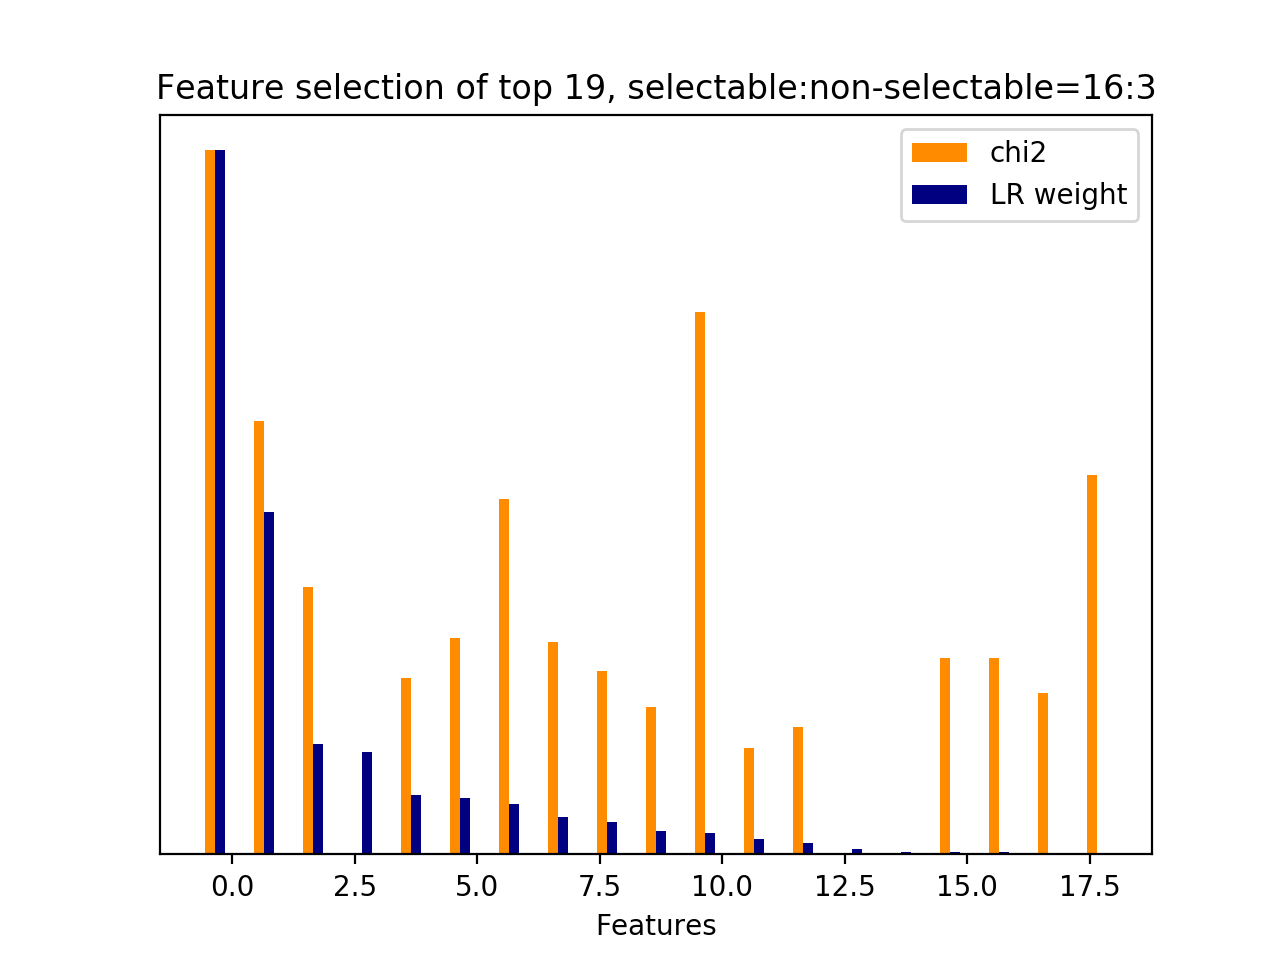 Feature selection of top 19, selectable:non-selectable=16:3
chi2
LR weight
0.0 2.5 5.0 7.5 10.0 12.5 15.0 17.5
Features